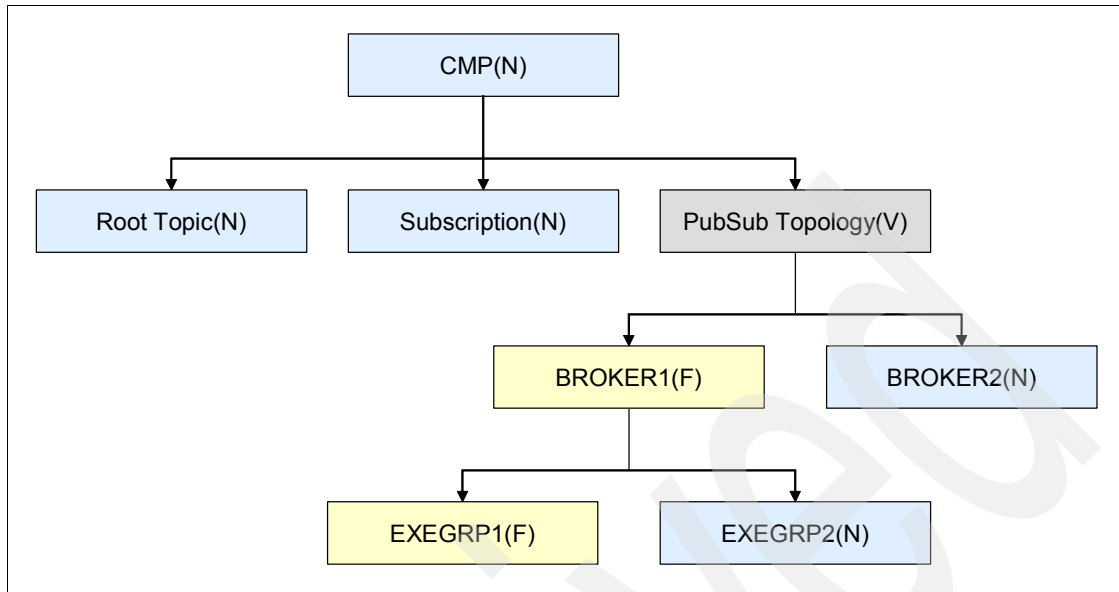 CMP(N)
Root Topic(N)
Subscription(N)
PubSub Topology(V)
BROKER1(F)
BROKER2(N)
EXEGRP1(F)
EXEGRP2(N)